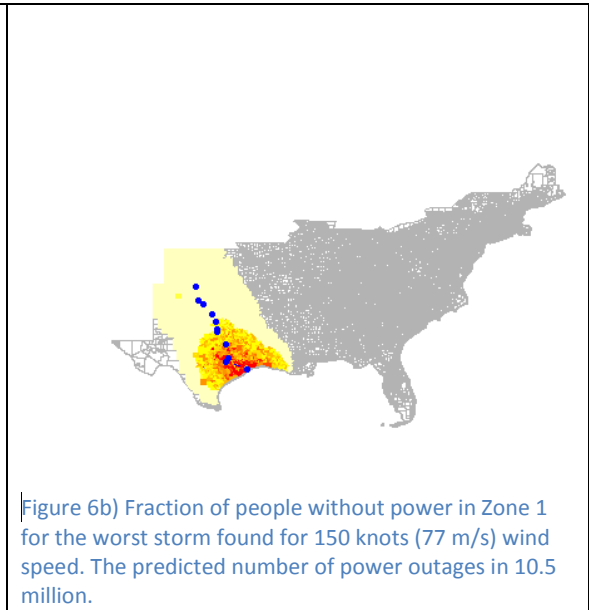 Figure 6b) Fraction of people without power in Zone 1
for the worst storm found for 150 knots (77 m/s) wind
speed. The predicted number of power outages in 10.5
million.